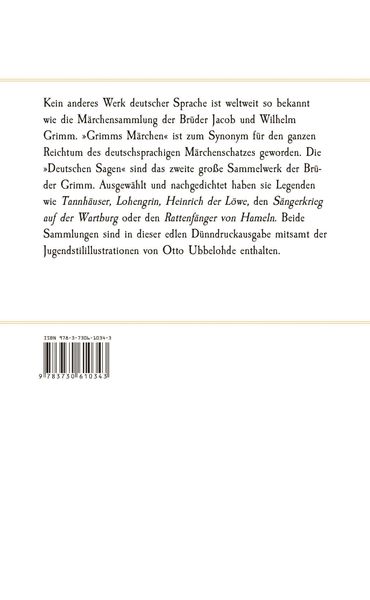 Kein anderes Werk deutscher Sprache ist weltweit so bekannt
wie die Märchensammlung der Brüder Jacob und Wilhelm
Grimm. »Grimms Märchen« ist zum Synonym für den ganzen
Reichtum des deutschsprachigen Märchenschatzes geworden. Die
»Deutschen Sagen« sind das zweite große Sammelwerk der Brü-
der Grimm. Ausgewählt und nachgedichtet haben sie Legenden
wie Tannhäuser, Lohengrin, Heinrich der Löwe, den Sängerkrieg
auf der Wartburg oder den Rattenfänger von Hameln. Beide
Sammlungen sind in dieser edlen Dünndruckausgabe mitsamt der
Jugendstilillustrationen von Otto Ubbelohde enthalten.
ISBN 978-3-7306-1034-3
9 783730 610343